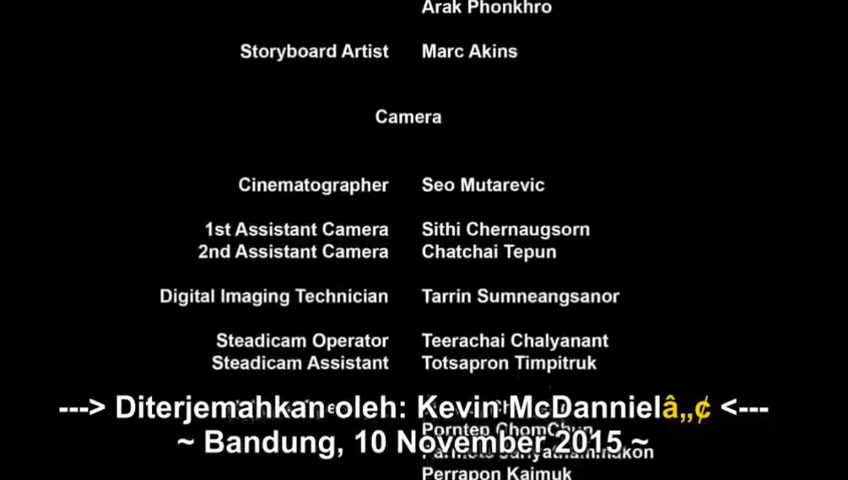 Arak Phonkhro
Storyboard Artist Marc Akins
Camera
Cinematographer Seo Mutarevic
1st Assistant Camera Sithi Chernaugsorn
2nd Assistant Camera Chatchai Tepun
Digital Imaging Technician Tarrin Sumneangsanor
Steadicam Operator Teerachai Chalyanant
Steadicam Assistant Totsapron Timpitruk
---> Diterjemahkan oleh: Kevin McDannielâ„¢ <---
Porntep ChomChun
~ Bandung, 10 November 2015 ~
Perrapon Kaimuk